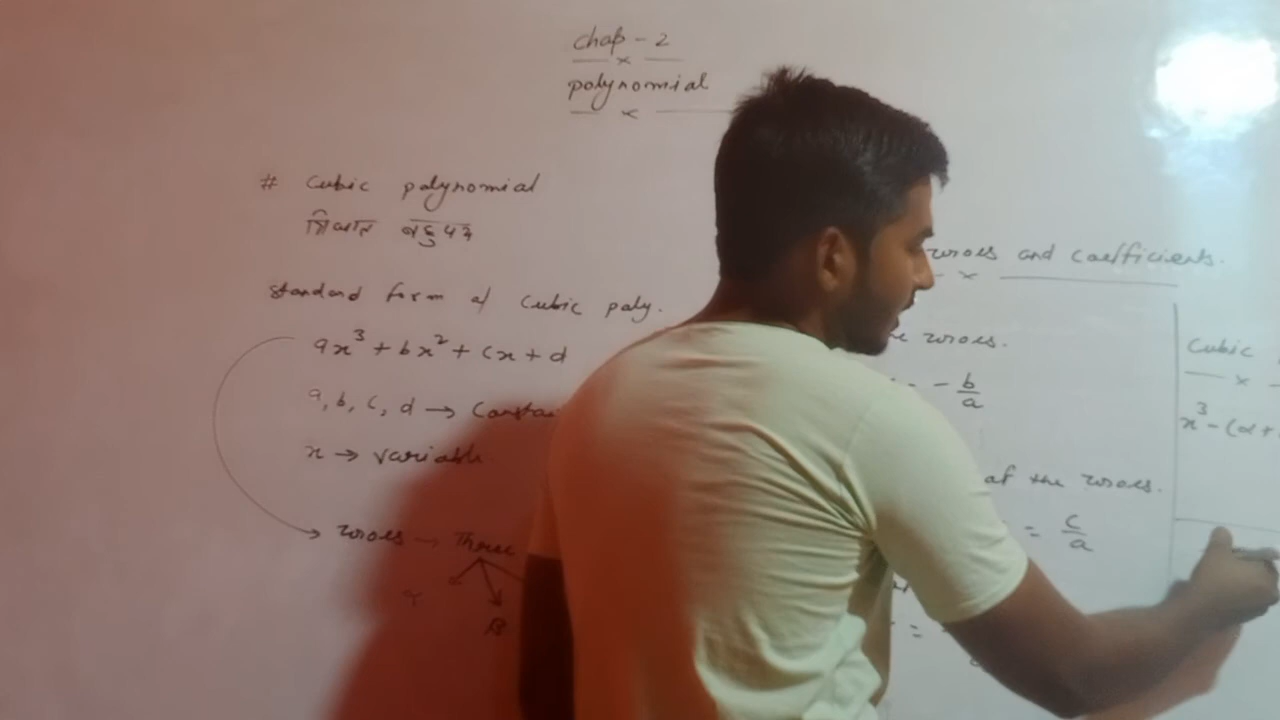 Chap - 2
polynomial
# Cubic polynomial
त्रिघात बहुपद
standard form of Cubic poly.
ax³ + bx² + cx + d
a, b, c, d →
x → variable
zeroes → Three
α
β
zeroes and coefficients.
zeroes.
- b/a
of the zeroes.
= c/a
=
Cubic
x³ - (α +